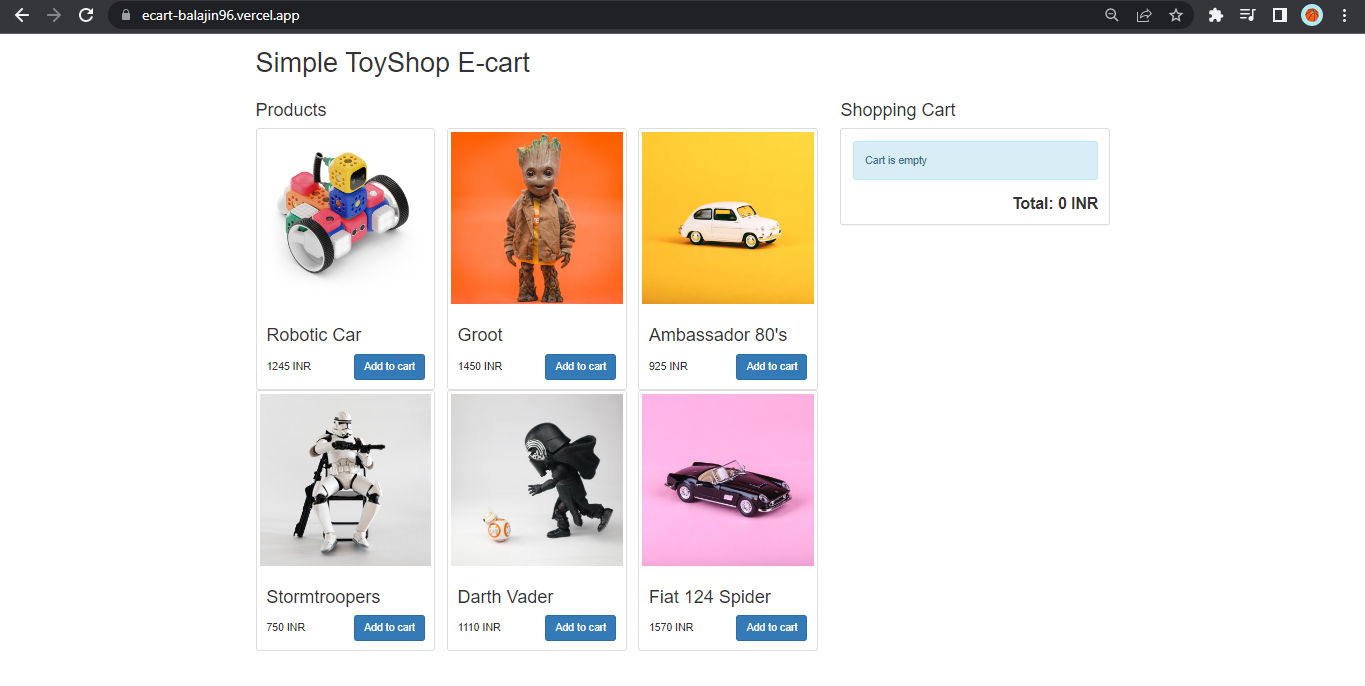 ecart-balajin96.vercel.app
Simple ToyShop E-cart
Products
Shopping Cart
Cart is empty
Total: 0 INR
Robotic Car
1245 INR
Add to cart
Groot
1450 INR
Add to cart
Ambassador 80's
925 INR
Add to cart
Stormtroopers
750 INR
Add to cart
Darth Vader
1110 INR
Add to cart
Fiat 124 Spider
1570 INR
Add to cart